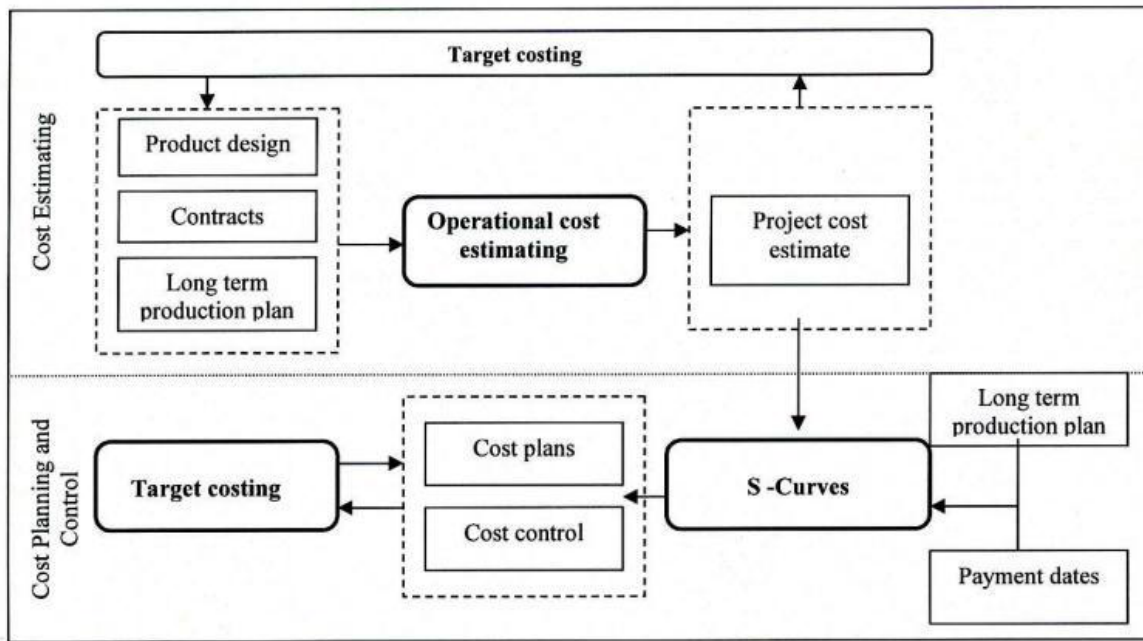 Target costing
Cost Estimating
Product design
Contracts
Long term
production plan
Operational cost
estimating
Project cost
estimate
Cost Planning and
Control
Target costing
Cost plans
Cost control
S -Curves
Long term
production plan
Payment dates